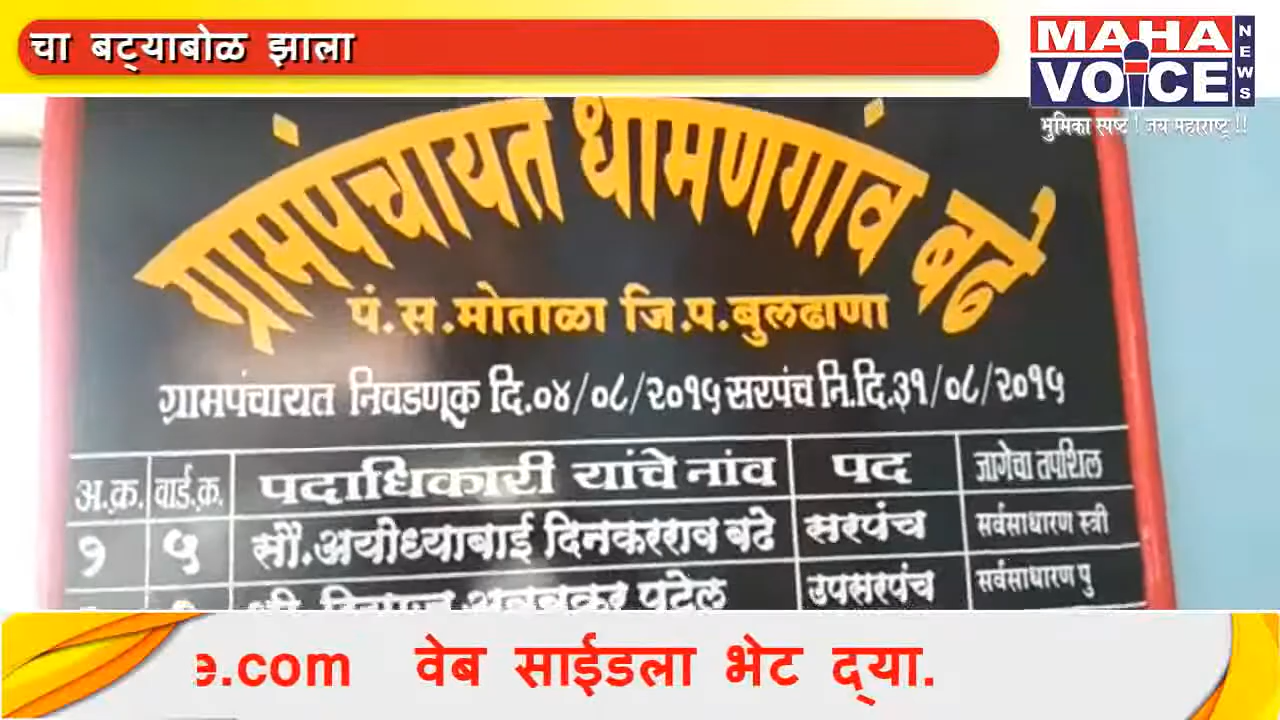 चा बट्याबोळ झाला
MAHA
VOICE
NEWS
भुमिका स्पष्ट ! जय महाराष्ट्र !!
ग्रामपंचायत धामणगांव बढे
पं.स.मोताळा जि.प.बुलढाणा
ग्रामपंचायत निवडणूक दि.०४/०८/२०१५ सरपंच नि.दि.३१/०८/२०१५
अ.क्र. वार्ड.क्र. पदाधिकारी यांचे नांव पद जागेचा तपशिल
१ ५ सौ.अयोध्याबाई दिनकरराव बढे सरपंच सर्वसाधारण स्त्री
पटेल उपसरपंच सर्वसाधारण पु
e.com वेब साईडला भेट द्या.